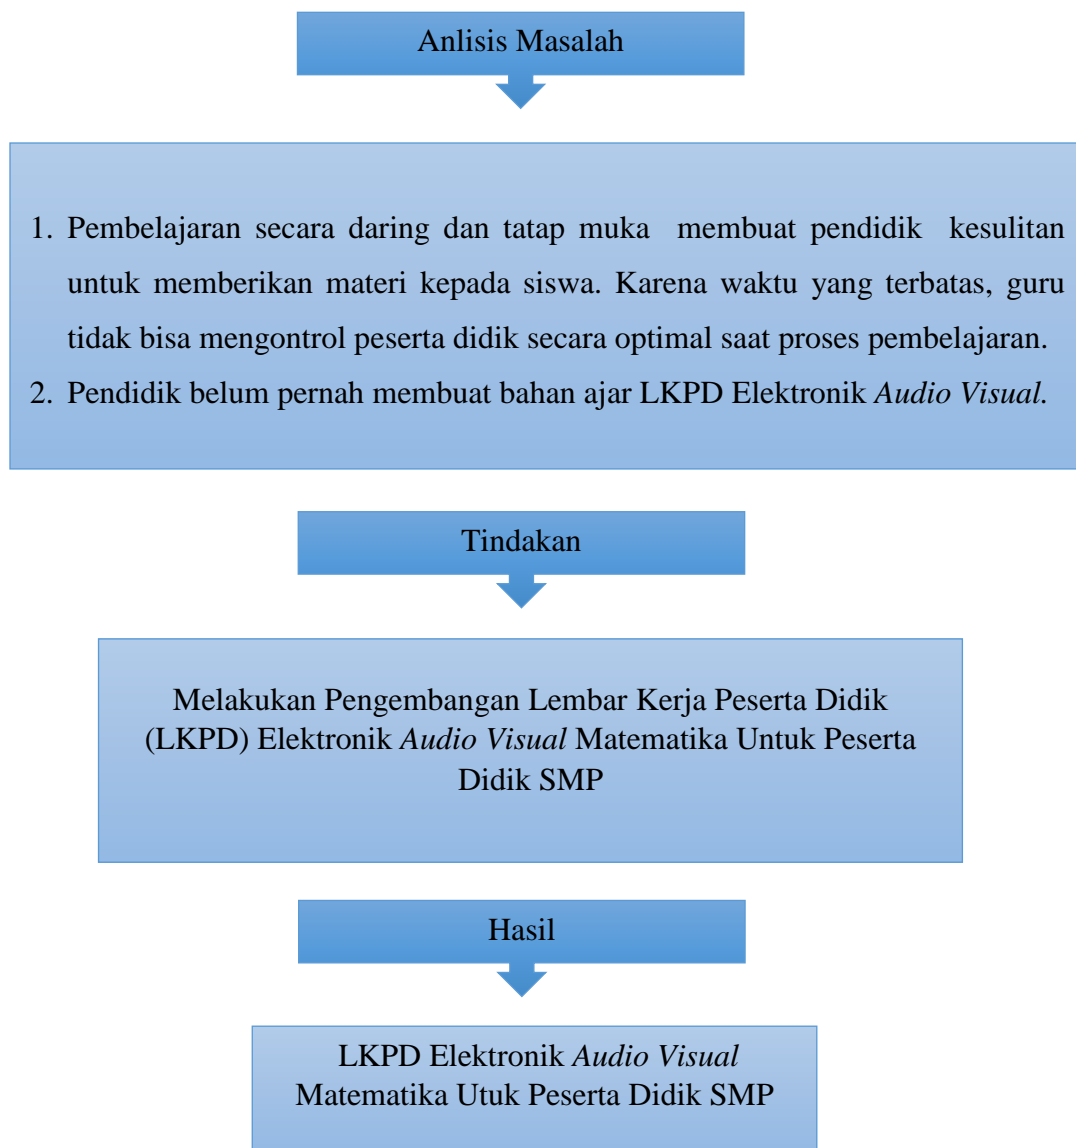 Anlisis Masalah
1. Pembelajaran secara daring dan tatap muka membuat pendidik kesulitan
untuk memberikan materi kepada siswa. Karena waktu yang terbatas, guru
tidak bisa mengontrol peserta didik secara optimal saat proses pembelajaran.
2. Pendidik belum pernah membuat bahan ajar LKPD Elektronik Audio Visual.
Tindakan
Melakukan Pengembangan Lembar Kerja Peserta Didik
(LKPD) Elektronik Audio Visual Matematika Untuk Peserta
Didik SMP
Hasil
LKPD Elektronik Audio Visual
Matematika Utuk Peserta Didik SMP